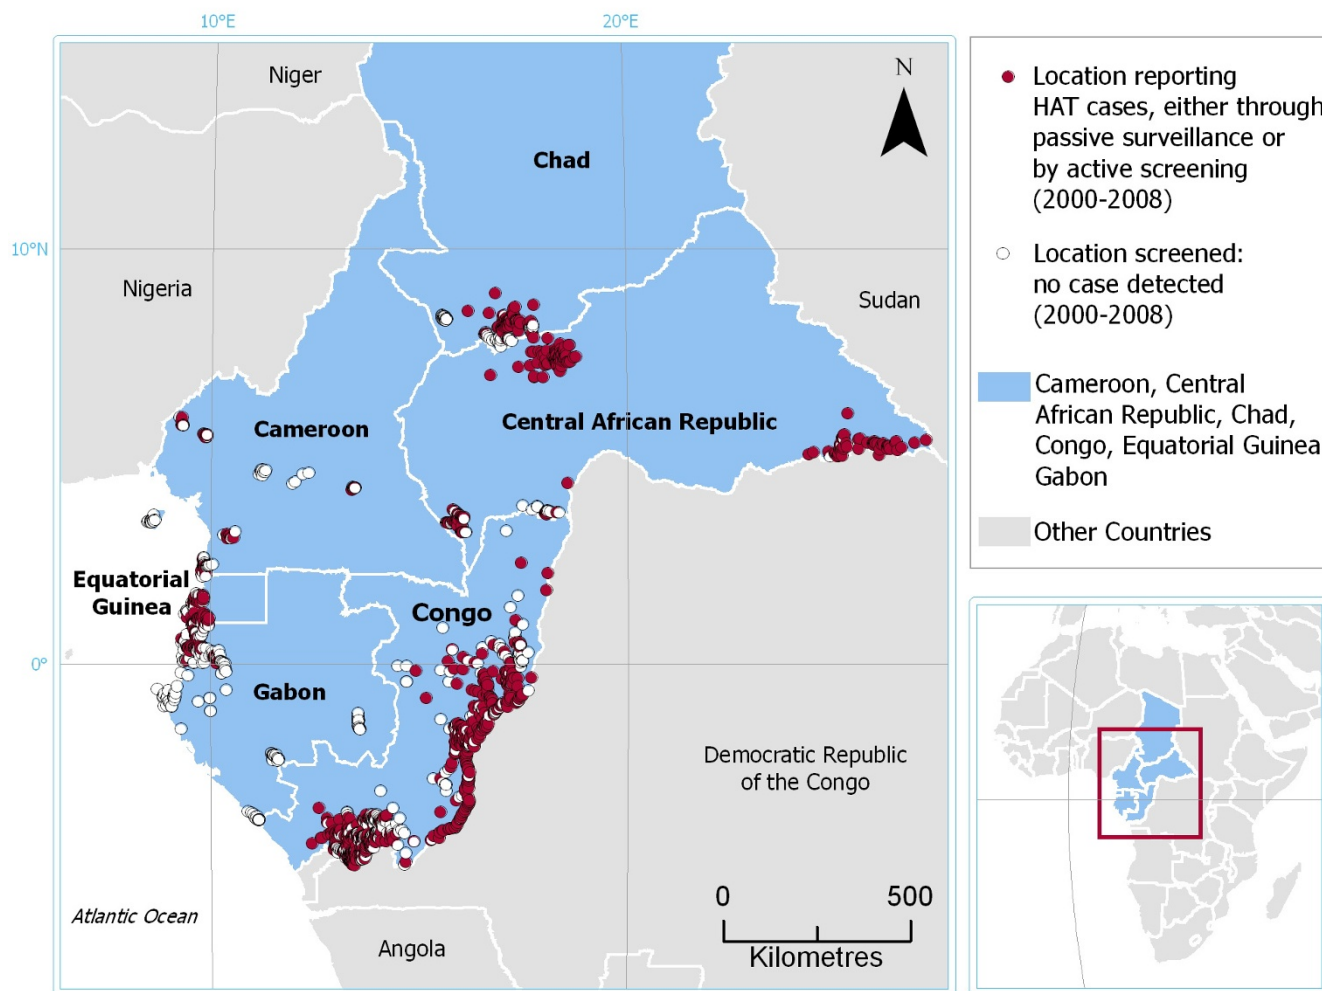 10°E
20°E
Niger
N
Chad
10°N
Nigeria
Sudan
Cameroon
Central African Republic
Equatorial
Guinea
Congo
0°
Gabon
Democratic Republic
of the Congo
Atlantic Ocean
Angola
0
500
Kilometres
Location reporting
HAT cases, either through
passive surveillance or
by active screening
(2000-2008)
Location screened:
no case detected
(2000-2008)
Cameroon, Central
African Republic, Chad,
Congo, Equatorial Guinea
Gabon
Other Countries